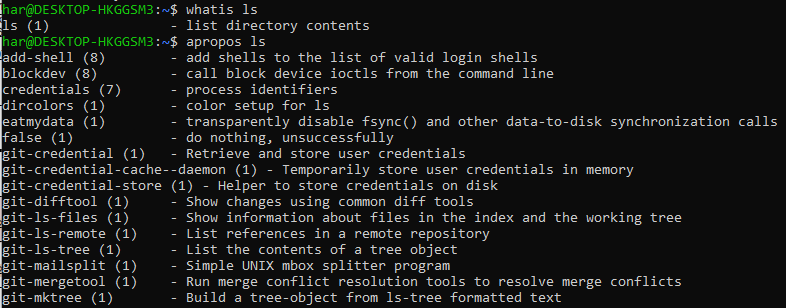 har@DESKTOP-HKGGSM3:~$ whatis ls
ls (1)               - list directory contents
har@DESKTOP-HKGGSM3:~$ apropos ls
add-shell (8)        - add shells to the list of valid login shells
blockdev (8)         - call block device ioctls from the command line
credentials (7)      - process identifiers
dircolors (1)        - color setup for ls
eatmydata (1)        - transparently disable fsync() and other data-to-disk synchronization calls
false (1)            - do nothing, unsuccessfully
git-credential (1)   - Retrieve and store user credentials
git-credential-cache--daemon (1) - Temporarily store user credentials in memory
git-credential-store (1) - Helper to store credentials on disk
git-difftool (1)     - Show changes using common diff tools
git-ls-files (1)     - Show information about files in the index and the working tree
git-ls-remote (1)    - List references in a remote repository
git-ls-tree (1)      - List the contents of a tree object
git-mailsplit (1)    - Simple UNIX mbox splitter program
git-mergetool (1)    - Run merge conflict resolution tools to resolve merge conflicts
git-mktree (1)       - Build a tree-object from ls-tree formatted text